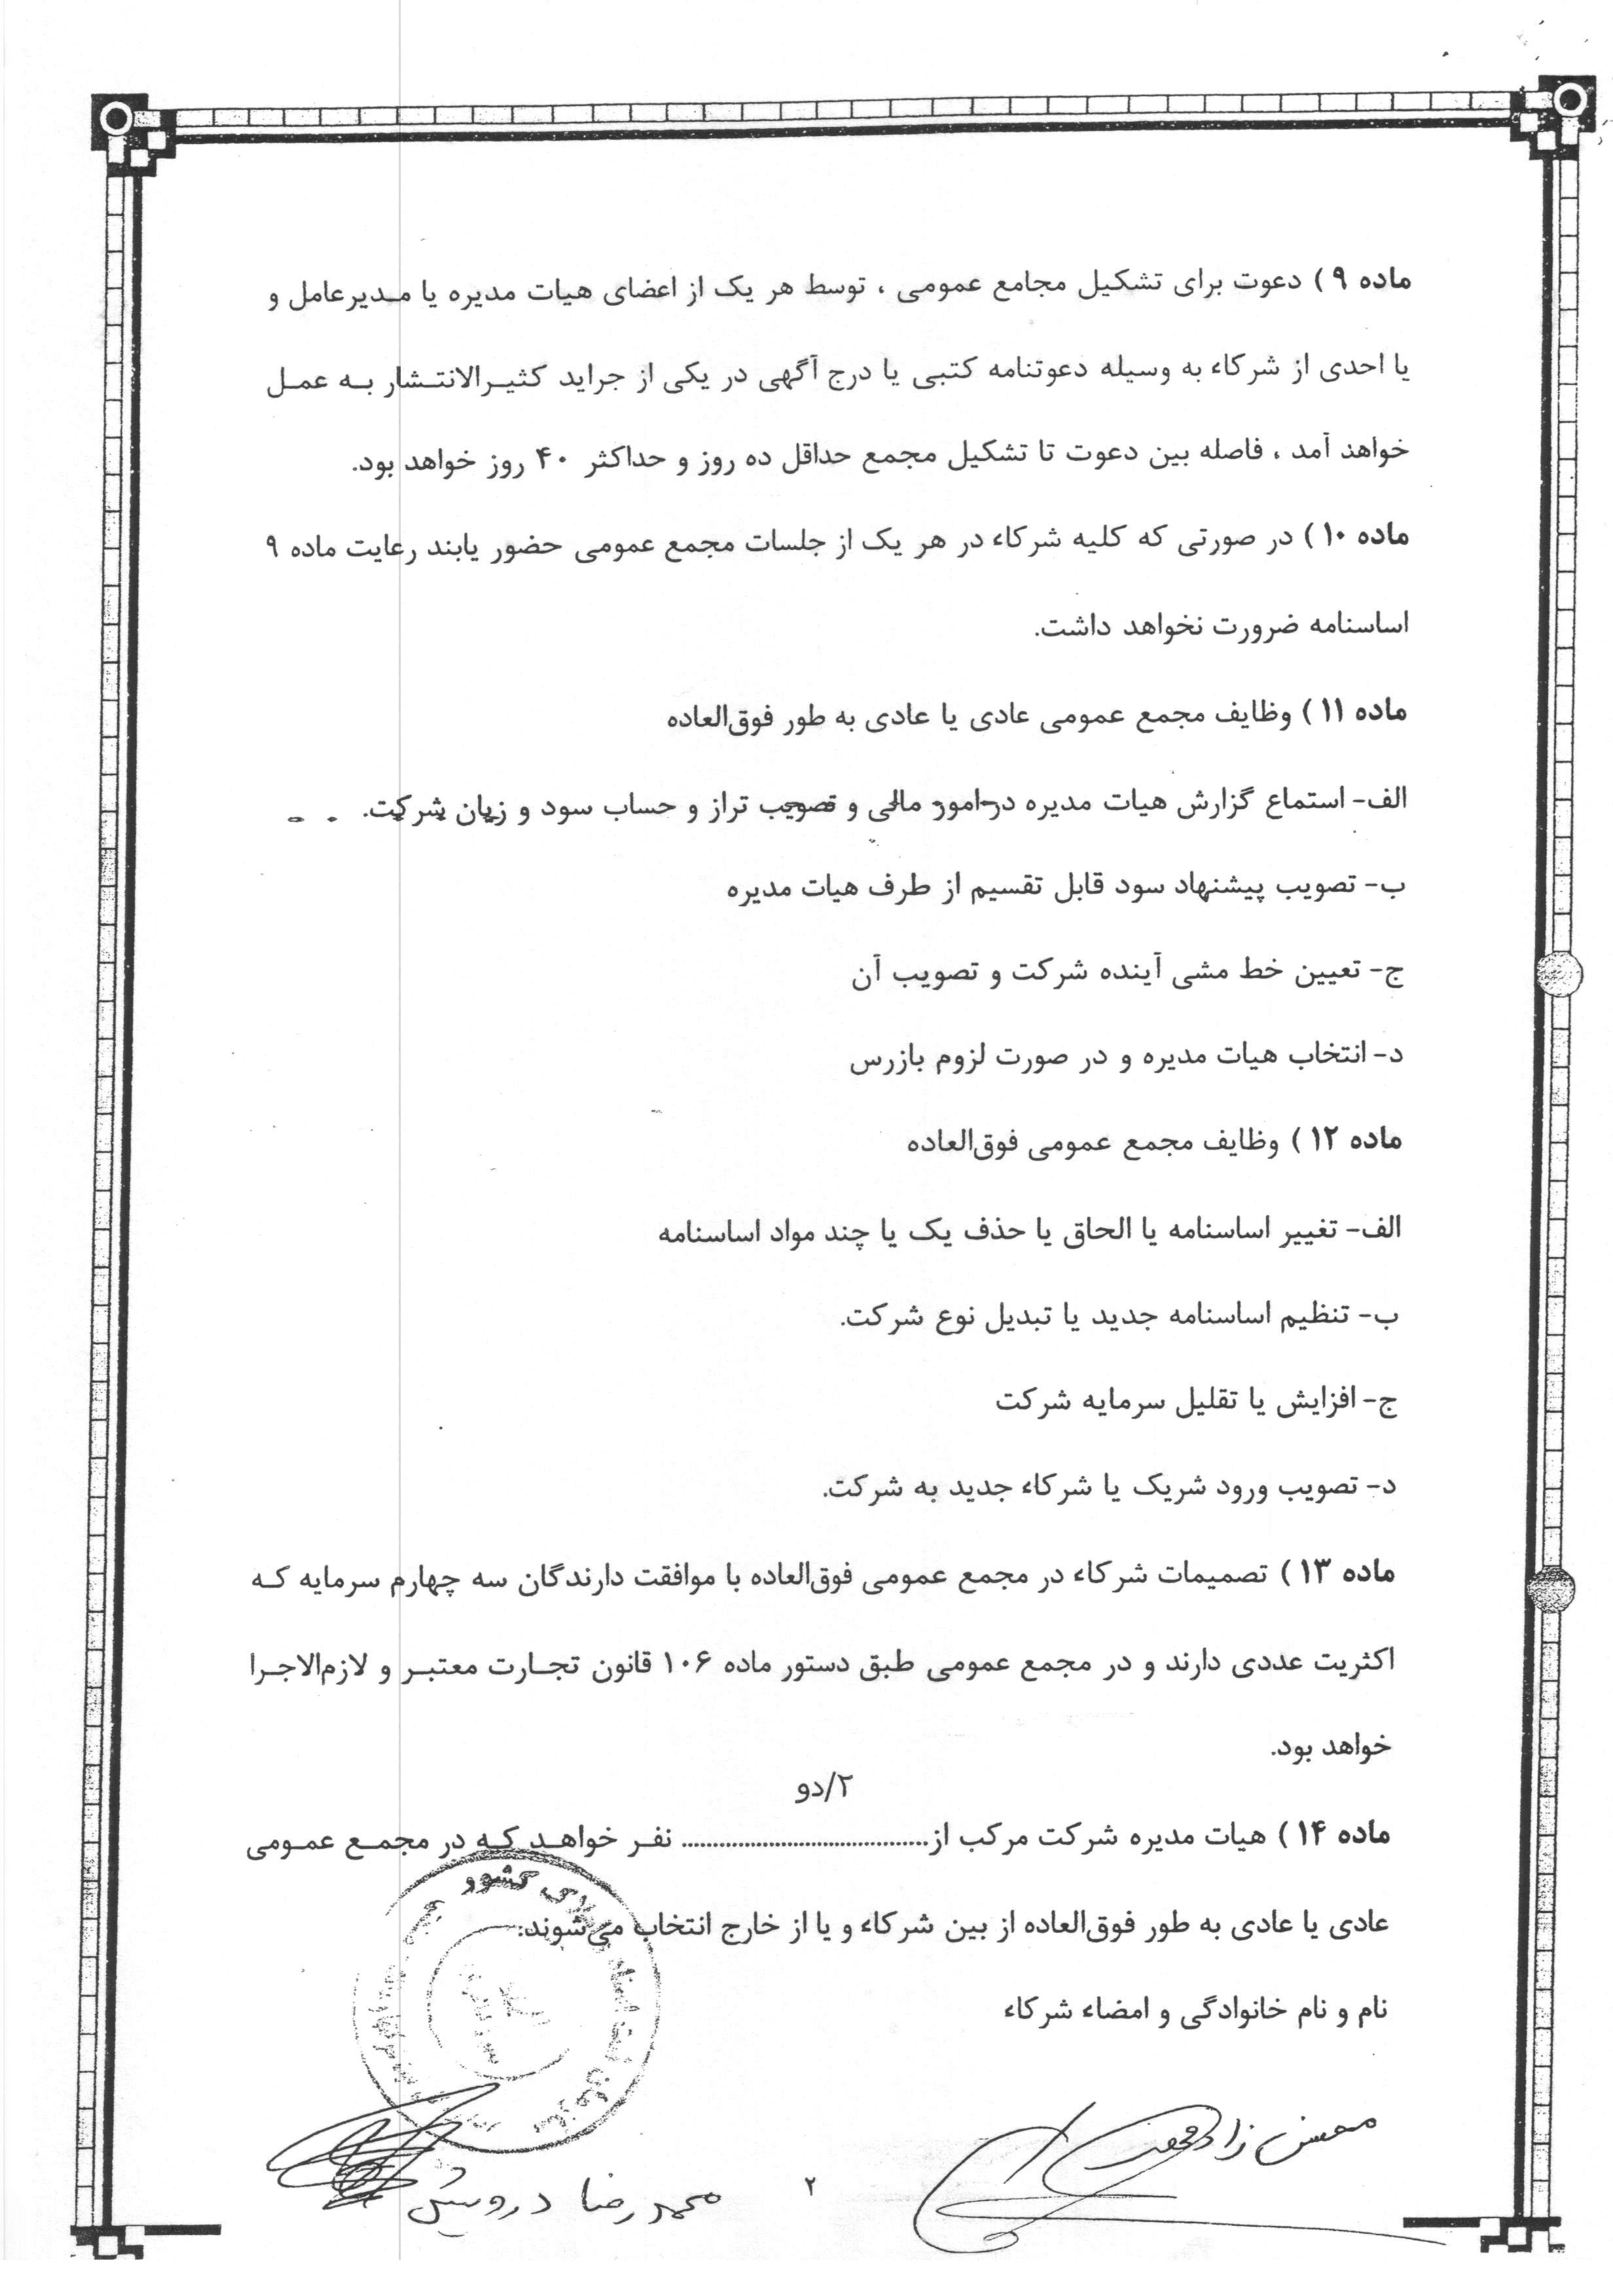 ماده ۹ ) دعوت برای تشکیل مجامع عمومی ، توسط هر یک از اعضای هیات مدیره یا مـدیرعامل و
یا احدی از شرکاء به وسیله دعوتنامه کتبی یا درج آگهی در یکی از جراید کثیـرالانتـشار بـه عمـل
خواهد آمد ، فاصله بین دعوت تا تشکیل مجمع حداقل ده روز و حداکثر ۴۰ روز خواهد بود.
ماده ۱۰ ) در صورتی که کلیه شرکاء در هر یک از جلسات مجمع عمومی حضور یابند رعایت ماده ۹
اساسنامه ضرورت نخواهد داشت.
ماده ۱۱ ) وظایف مجمع عمومی عادی یا عادی به طور فوق‌العاده
الف- استماع گزارش هیات مدیره در امور مالی و تصویب تراز و حساب سود و زیان شرکت.
ب- تصویب پیشنهاد سود قابل تقسیم از طرف هیات مدیره
ج- تعیین خط مشی آینده شرکت و تصویب آن
د- انتخاب هیات مدیره و در صورت لزوم بازرس
ماده ۱۲ ) وظایف مجمع عمومی فوق‌العاده
الف- تغییر اساسنامه یا الحاق یا حذف یک یا چند مواد اساسنامه
ب- تنظیم اساسنامه جدید یا تبدیل نوع شرکت.
ج- افزایش یا تقلیل سرمایه شرکت
د- تصویب ورود شریک یا شرکاء جدید به شرکت.
ماده ۱۳ ) تصمیمات شرکاء در مجمع عمومی فوق‌العاده با موافقت دارندگان سه چهارم سرمایه کـه
اکثریت عددی دارند و در مجمع عمومی طبق دستور ماده ۱۰۶ قانون تجـارت معتبـر و لازم‌الاجـرا
خواهد بود.
۲/دو
ماده ۱۴ ) هیات مدیره شرکت مرکب از........................................ نفـر خواهـد کـه در مجمـع عمـومی
عادی یا عادی به طور فوق‌العاده از بین شرکاء و یا از خارج انتخاب می‌شوند.
نام و نام خانوادگی و امضاء شرکاء
کشور
محسن
محمدرضا درویش
۲